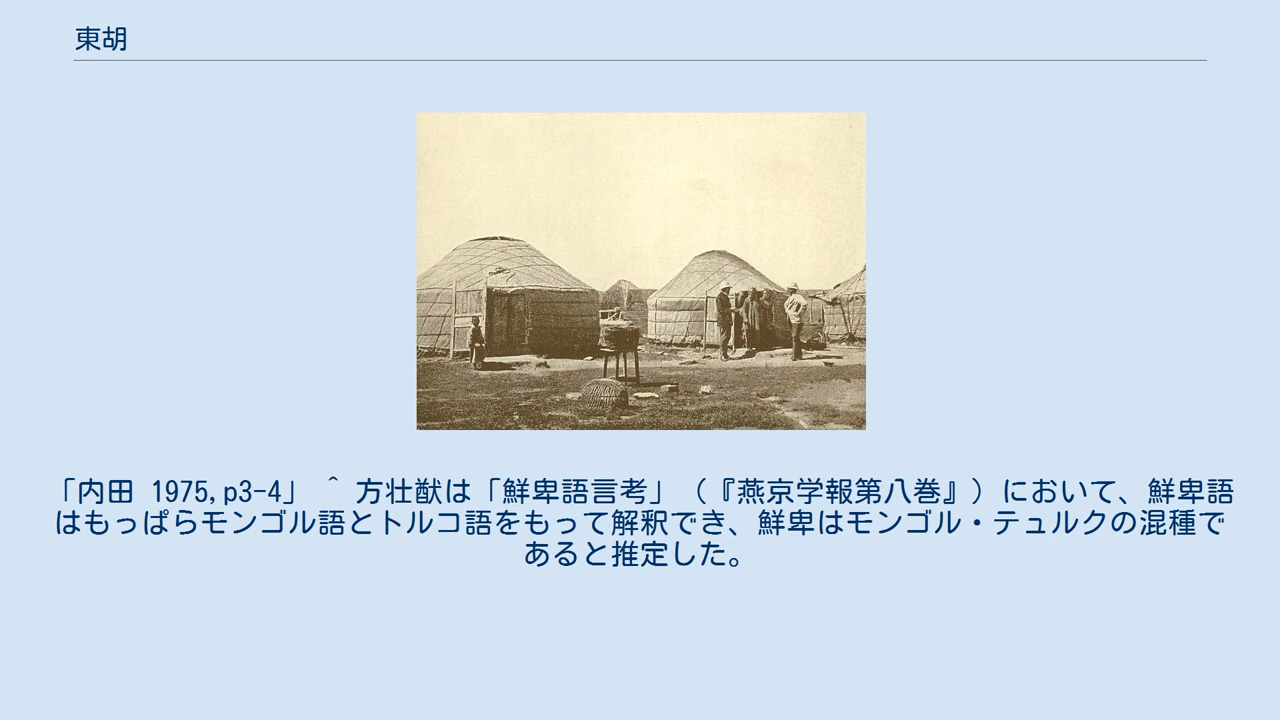 東胡
「内田 1975,p3-4」 ^ 方壮猷は「鮮卑語言考」（『燕京学報第八巻』）において、鮮卑語
はもっぱらモンゴル語とトルコ語をもって解釈でき、鮮卑はモンゴル・テュルクの混種で
あると推定した。